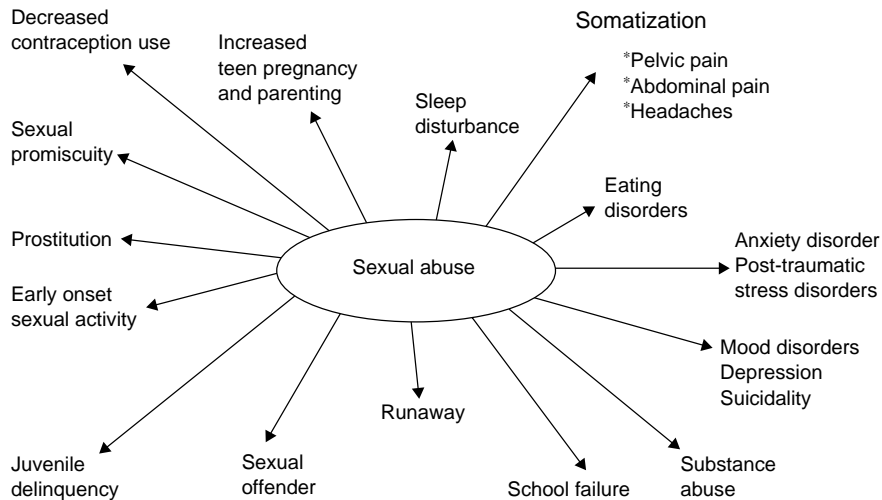 Decreased
contraception use
Increased
teen pregnancy
and parenting
Somatization
*Pelvic pain
*Abdominal pain
*Headaches
Sleep
disturbance
Sexual
promiscuity
Eating
disorders
Prostitution
Sexual abuse
Anxiety disorder
Post-traumatic
stress disorders
Early onset
sexual activity
Mood disorders
Depression
Suicidality
Runaway
Juvenile
delinquency
Sexual
offender
School failure
Substance
abuse